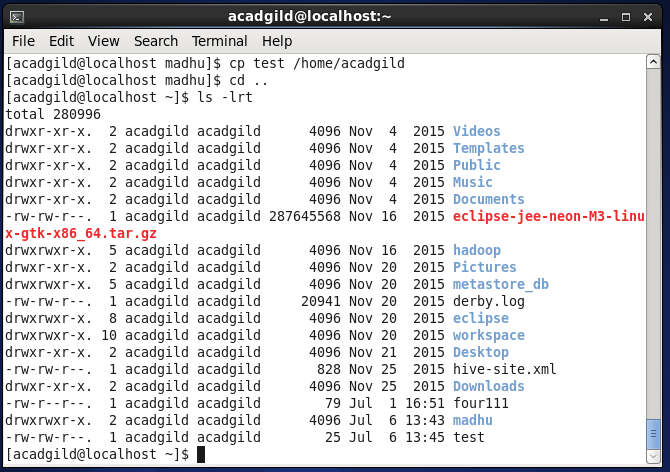 acadgild@localhost:~
File Edit View Search Terminal Help
[acadgild@localhost madhu]$ cp test /home/acadgild
[acadgild@localhost madhu]$ cd ..
[acadgild@localhost ~]$ ls -lrt
total 280996
drwxr-xr-x.  2 acadgild acadgild      4096 Nov  4  2015 Videos
drwxr-xr-x.  2 acadgild acadgild      4096 Nov  4  2015 Templates
drwxr-xr-x.  2 acadgild acadgild      4096 Nov  4  2015 Public
drwxr-xr-x.  2 acadgild acadgild      4096 Nov  4  2015 Music
drwxr-xr-x.  2 acadgild acadgild      4096 Nov  4  2015 Documents
-rw-rw-r--.  1 acadgild acadgild 287645568 Nov 16  2015 eclipse-jee-neon-M3-linu
x-gtk-x86_64.tar.gz
drwxrwxr-x.  5 acadgild acadgild      4096 Nov 16  2015 hadoop
drwxr-xr-x.  2 acadgild acadgild      4096 Nov 20  2015 Pictures
drwxrwxr-x.  5 acadgild acadgild      4096 Nov 20  2015 metastore_db
-rw-rw-r--.  1 acadgild acadgild     20941 Nov 20  2015 derby.log
drwxrwxr-x.  8 acadgild acadgild      4096 Nov 20  2015 eclipse
drwxrwxr-x. 10 acadgild acadgild      4096 Nov 20  2015 workspace
drwxr-xr-x.  2 acadgild acadgild      4096 Nov 21  2015 Desktop
-rw-rw-r--.  1 acadgild acadgild       828 Nov 25  2015 hive-site.xml
drwxr-xr-x.  2 acadgild acadgild      4096 Nov 25  2015 Downloads
-rw-r--r--.  1 acadgild acadgild        79 Jul  1 16:51 four111
drwxrwxr-x.  2 acadgild acadgild      4096 Jul  6 13:43 madhu
-rw-rw-r--.  1 acadgild acadgild        25 Jul  6 13:45 test
[acadgild@localhost ~]$